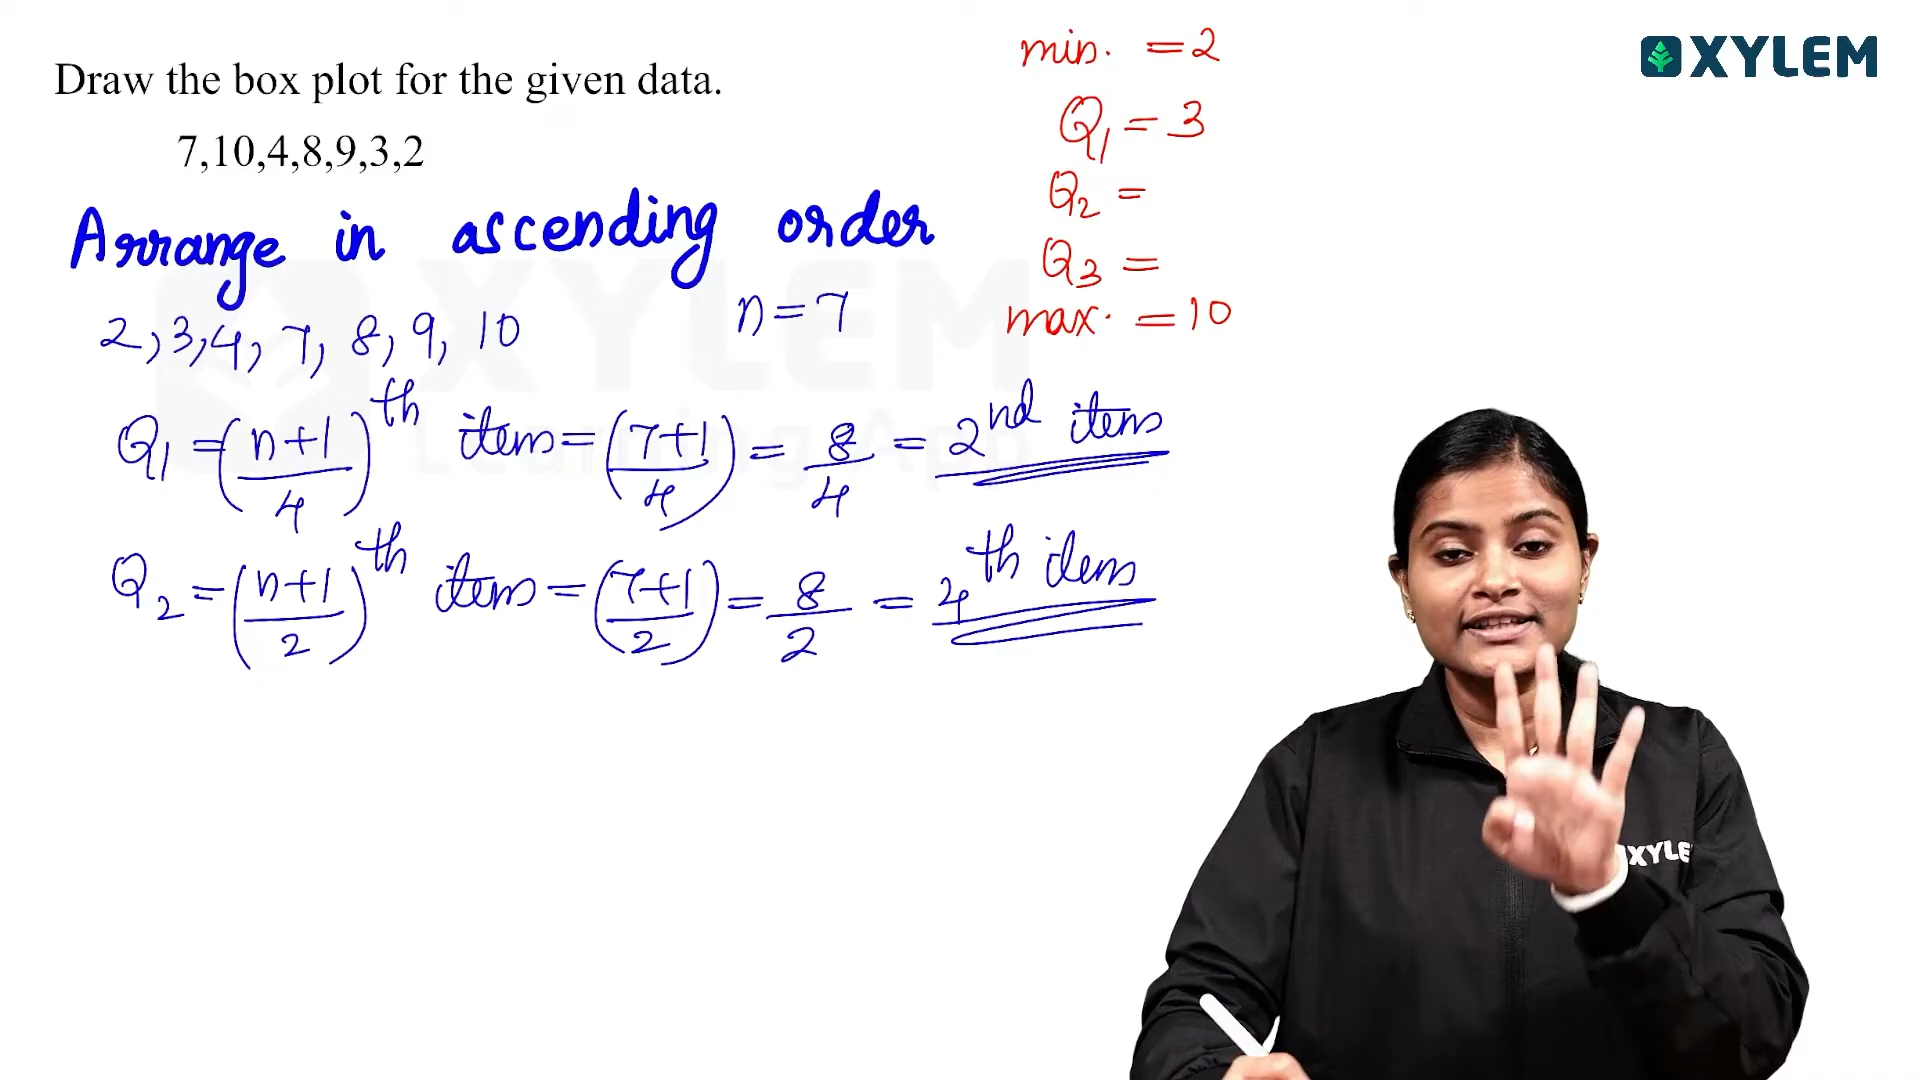 Draw the box plot for the given data.
7,10,4,8,9,3,2
Arrange in ascending order
2, 3, 4, 7, 8, 9, 10
n = 7
Q1 = (n+1/4)th item = (7+1/4) = 8/4 = 2nd item
Q2 = (n+1/2)th item = (7+1/2) = 8/2 = 4th item
min. = 2
Q1 = 3
Q2 =
Q3 =
max. = 10
XYLEM
XYLEM
Learning App
XYLE